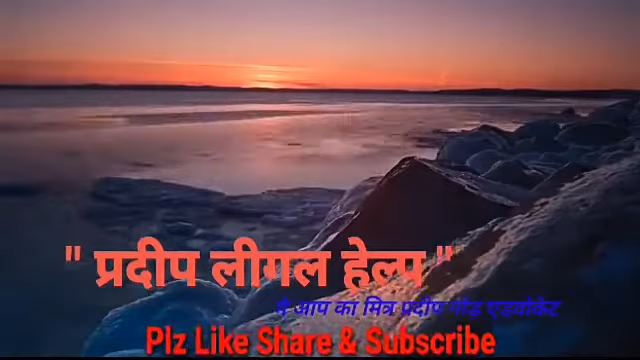 " प्रदीप लीगल हेल्प "
मै आप का मित्र प्रदीप गोड एडवोकेट
Plz Like Share & Subscribe